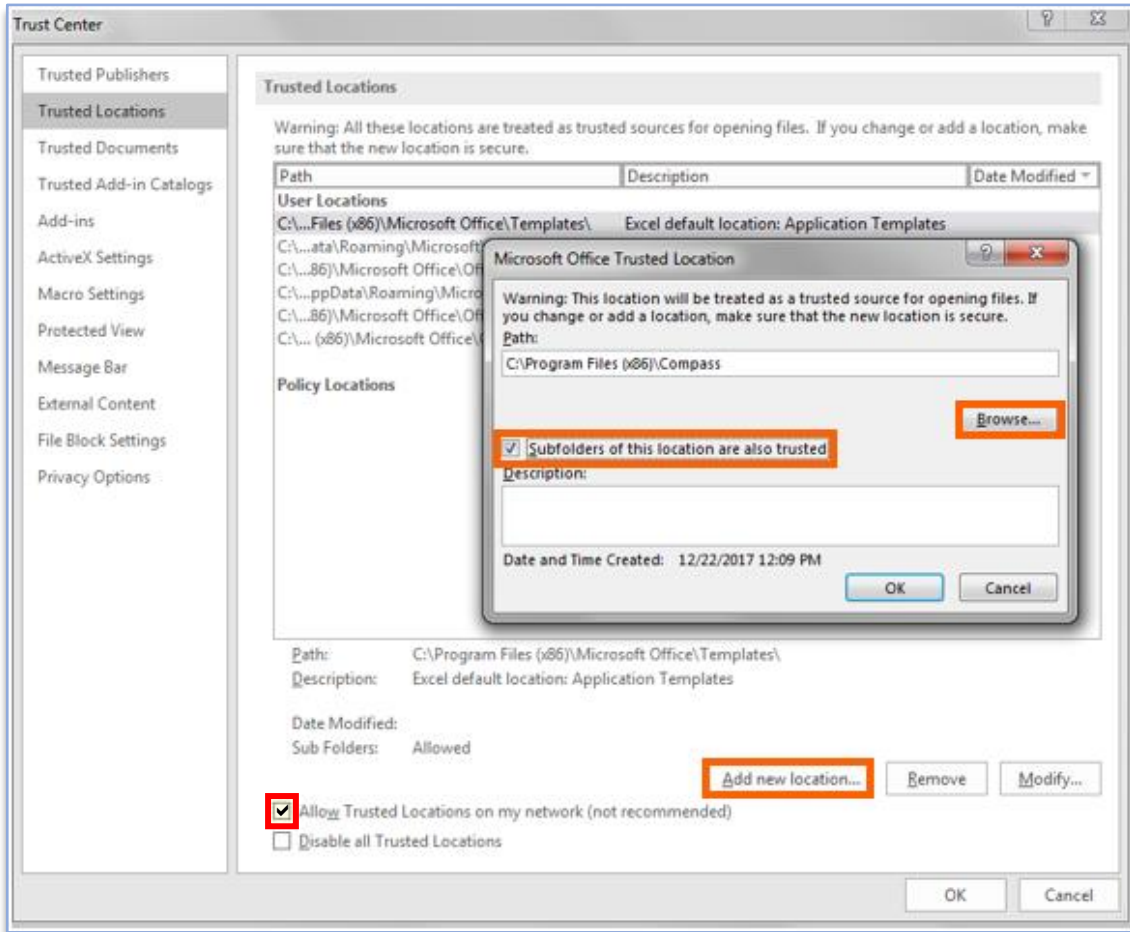 Trust Center
Trusted Publishers
Trusted Locations
Trusted Documents
Trusted Add-in Catalogs
Add-ins
ActiveX Settings
Macro Settings
Protected View
Message Bar
External Content
File Block Settings
Privacy Options
Trusted Locations
Warning: All these locations are treated as trusted sources for opening files. If you change or add a location, make
sure that the new location is secure.
Path Description Date Modified
User Locations
C:\...Files (x86)\Microsoft Office\Templates\ Excel default location: Application Templates
C:\...ata\Roaming\Microsoft
C:\...86)\Microsoft Office\Off
C:\...ppData\Roaming\Micro
C:\...86)\Microsoft Office\Off
C:\... (x86)\Microsoft Office\
Policy Locations
Microsoft Office Trusted Location
Warning: This location will be treated as a trusted source for opening files. If
you change or add a location, make sure that the new location is secure.
Path:
C:\Program Files (x86)\Compass
Browse...
Subfolders of this location are also trusted
Description:
Date and Time Created: 12/22/2017 12:09 PM
OK Cancel
Path: C:\Program Files (x86)\Microsoft Office\Templates\
Description: Excel default location: Application Templates
Date Modified:
Sub Folders: Allowed
Add new location... Remove Modify...
Allow Trusted Locations on my network (not recommended)
Disable all Trusted Locations
OK Cancel